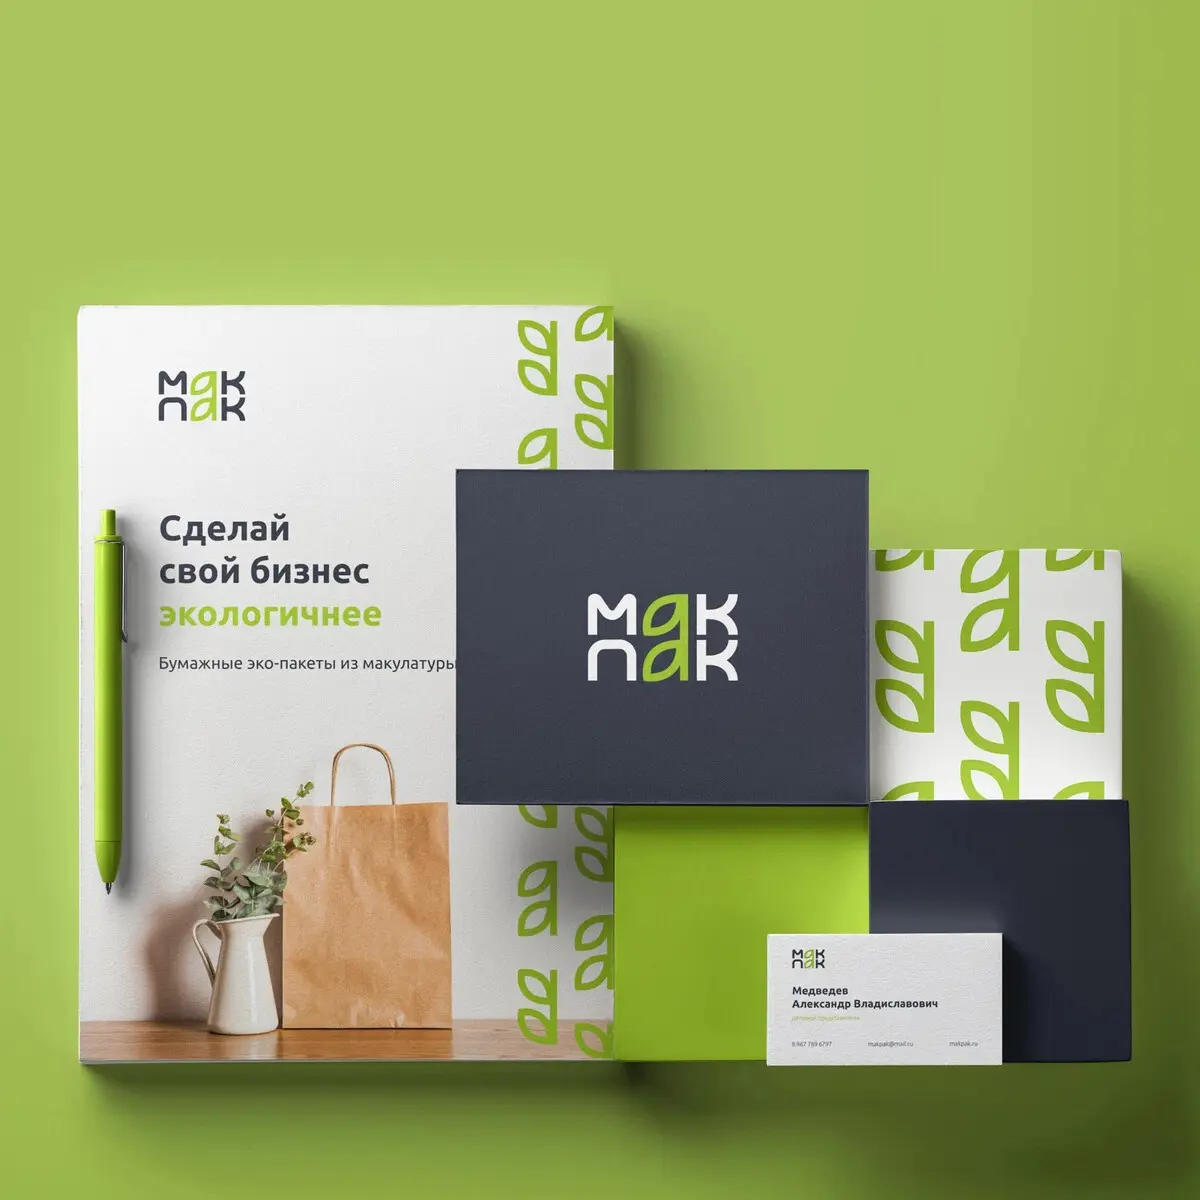 мак
пак
Сделай
свой бизнес
экологичнее
Бумажные эко-пакеты из макулатуры
мак
пак
мак
пак
Медведев
Александр Владиславович
8 967 789 6797
makpak@mail.ru
makpak.ru